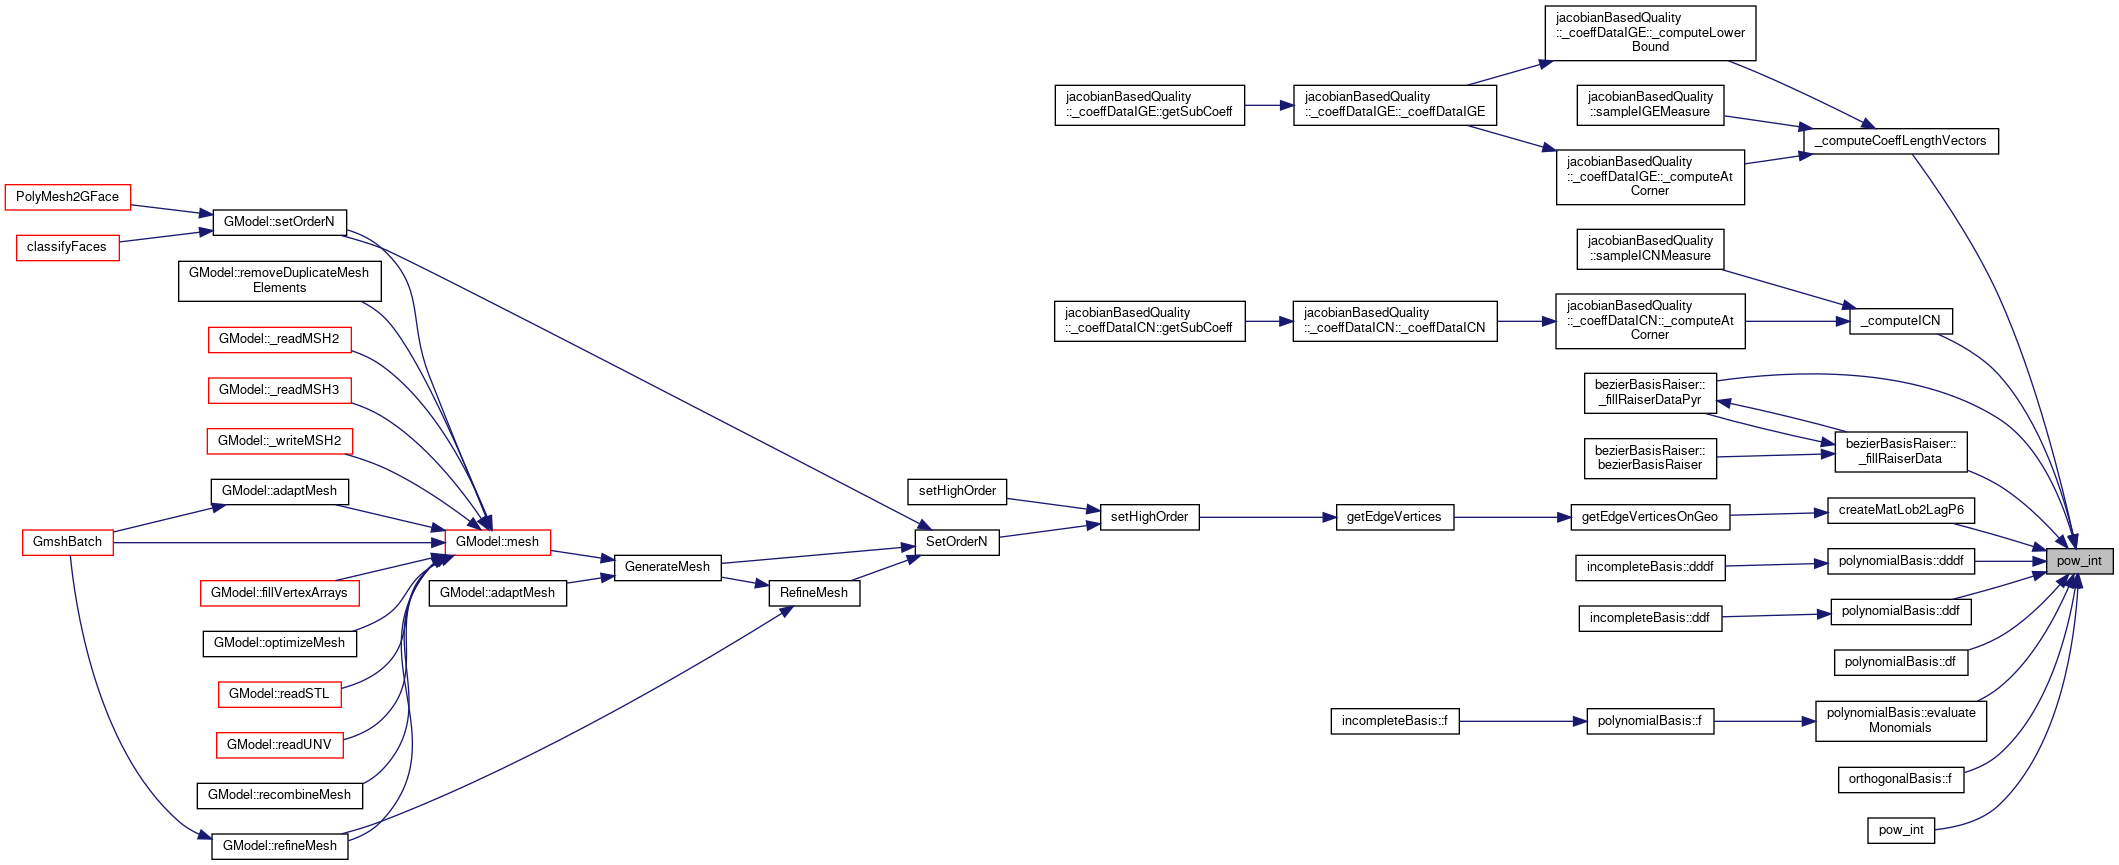 PolyMesh2GFace
classifyFaces
GModel::setOrderN
GModel::removeDuplicateMesh
Elements
GModel::_readMSH2
GModel::_readMSH3
GModel::_writeMSH2
GModel::adaptMesh
GmshBatch
GModel::fillVertexArrays
GModel::optimizeMesh
GModel::readSTL
GModel::readUNV
GModel::recombineMesh
GModel::refineMesh
GModel::mesh
GModel::adaptMesh
GenerateMesh
RefineMesh
SetOrderN
setHighOrder
setHighOrder
getEdgeVertices
getEdgeVerticesOnGeo
jacobianBasedQuality
::_coeffDataIGE::getSubCoeff
jacobianBasedQuality
::_coeffDataIGE::_coeffDataIGE
jacobianBasedQuality
::_coeffDataIGE::_computeLower
Bound
jacobianBasedQuality
::sampleIGEMeasure
jacobianBasedQuality
::_coeffDataIGE::_computeAt
Corner
_computeCoeffLengthVectors
jacobianBasedQuality
::sampleICNMeasure
jacobianBasedQuality
::_coeffDataICN::getSubCoeff
jacobianBasedQuality
::_coeffDataICN::_coeffDataICN
jacobianBasedQuality
::_coeffDataICN::_computeAt
Corner
_computeICN
bezierBasisRaiser::
_fillRaiserDataPyr
bezierBasisRaiser::
bezierBasisRaiser
bezierBasisRaiser::
_fillRaiserData
createMatLob2LagP6
incompleteBasis::dddf
polynomialBasis::dddf
incompleteBasis::ddf
polynomialBasis::ddf
polynomialBasis::df
incompleteBasis::f
polynomialBasis::f
polynomialBasis::evaluate
Monomials
orthogonalBasis::f
pow_int
pow_int